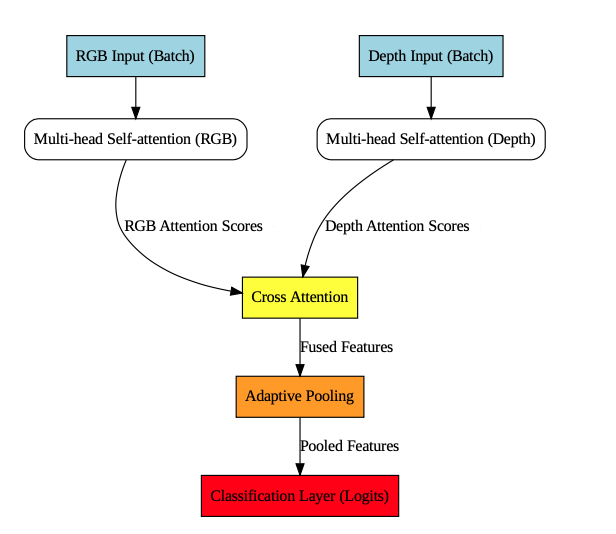 RGB Input (Batch)
Depth Input (Batch)
Multi-head Self-attention (RGB)
Multi-head Self-attention (Depth)
RGB Attention Scores
Depth Attention Scores
Cross Attention
Fused Features
Adaptive Pooling
Pooled Features
Classification Layer (Logits)